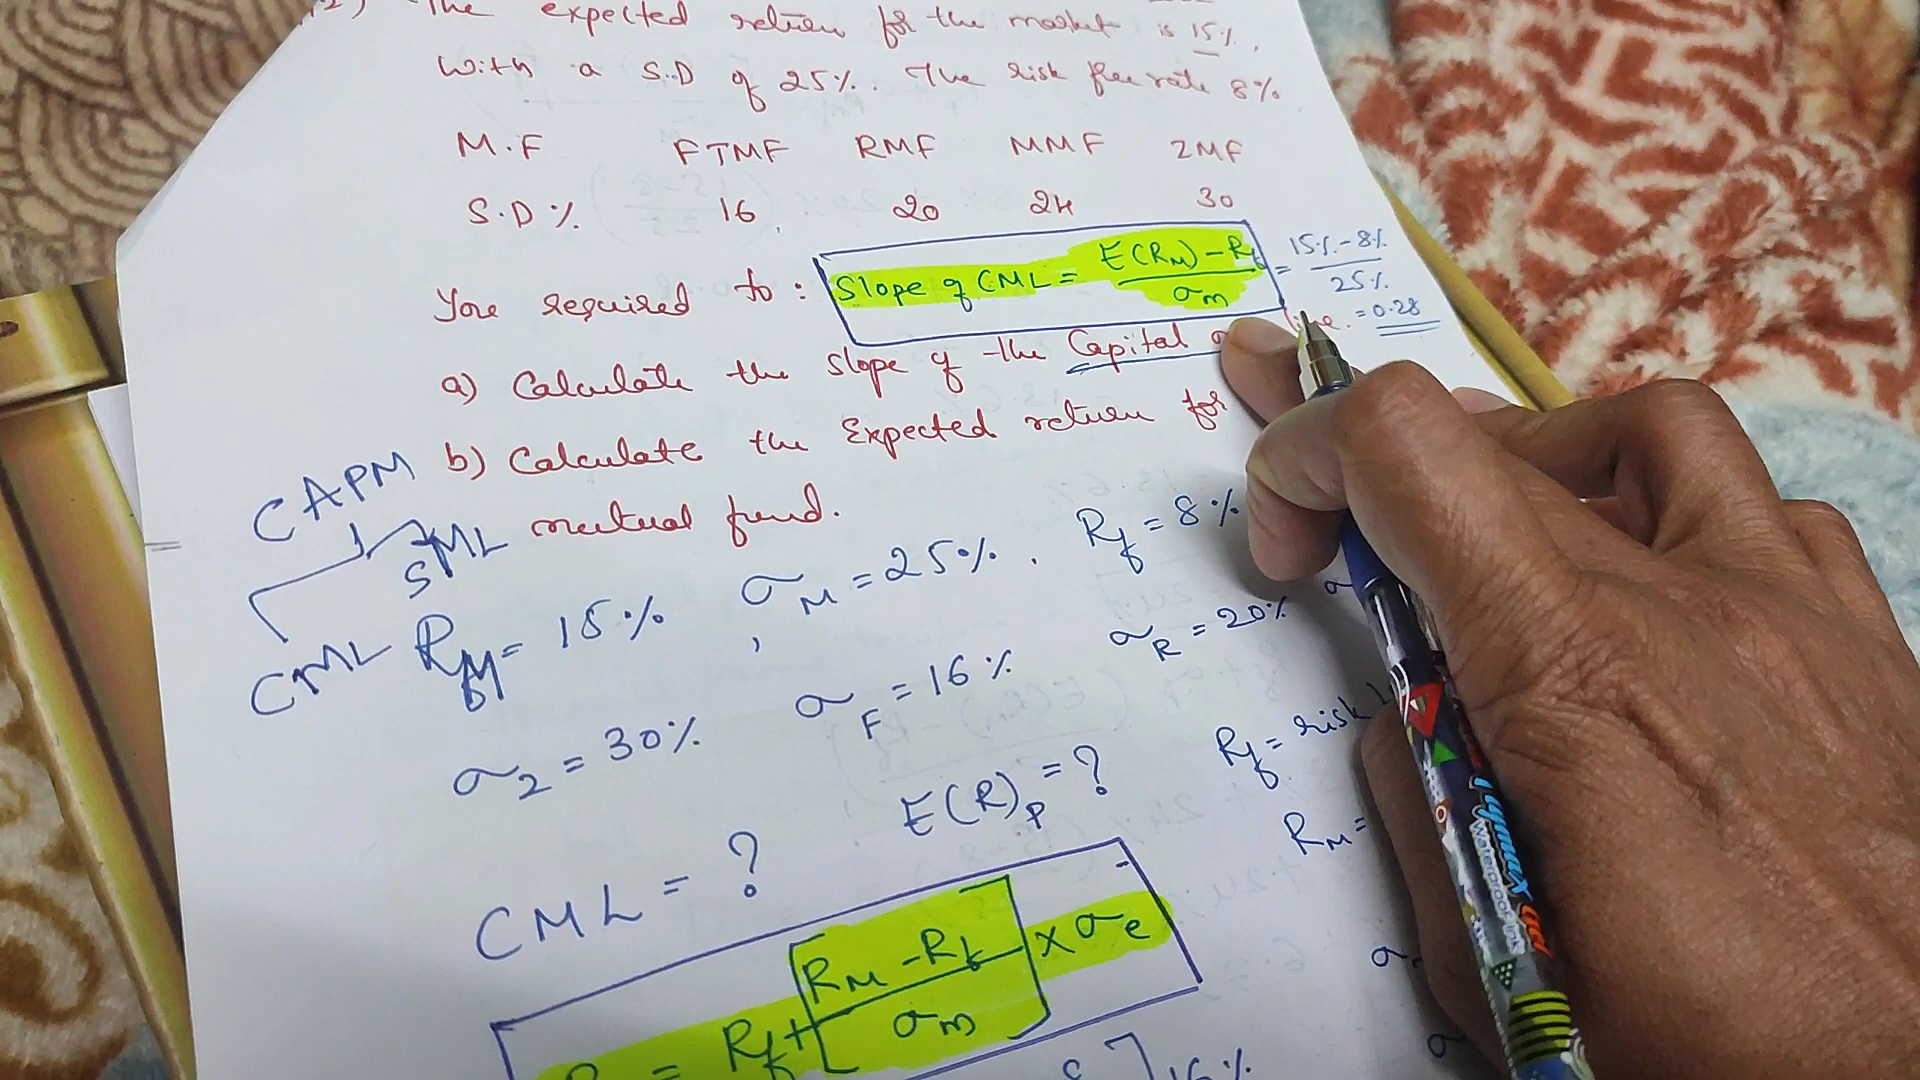 The expected return for the market is 15%.
With a S.D of 25%. The risk free rate 8%
M.F FTMF RMF MMF ZMF
S.D % 16 20 24 30
You required to : Slope of CML = E(RM) - Rf / σm = 15% - 8% / 25%
= 0.28
a) Calculate the slope of the Capital
b) Calculate the Expected return for
mutual fund.
CAPM
SML
CML
RM = 15% , σM = 25% . Rf = 8%
σZ = 30% σF = 16% σR = 20%
CML = ? E(R)P = ? Rf = risk
RM =
= Rf + [RM - Rf / σm] × σe
16%
Waterproof Ink